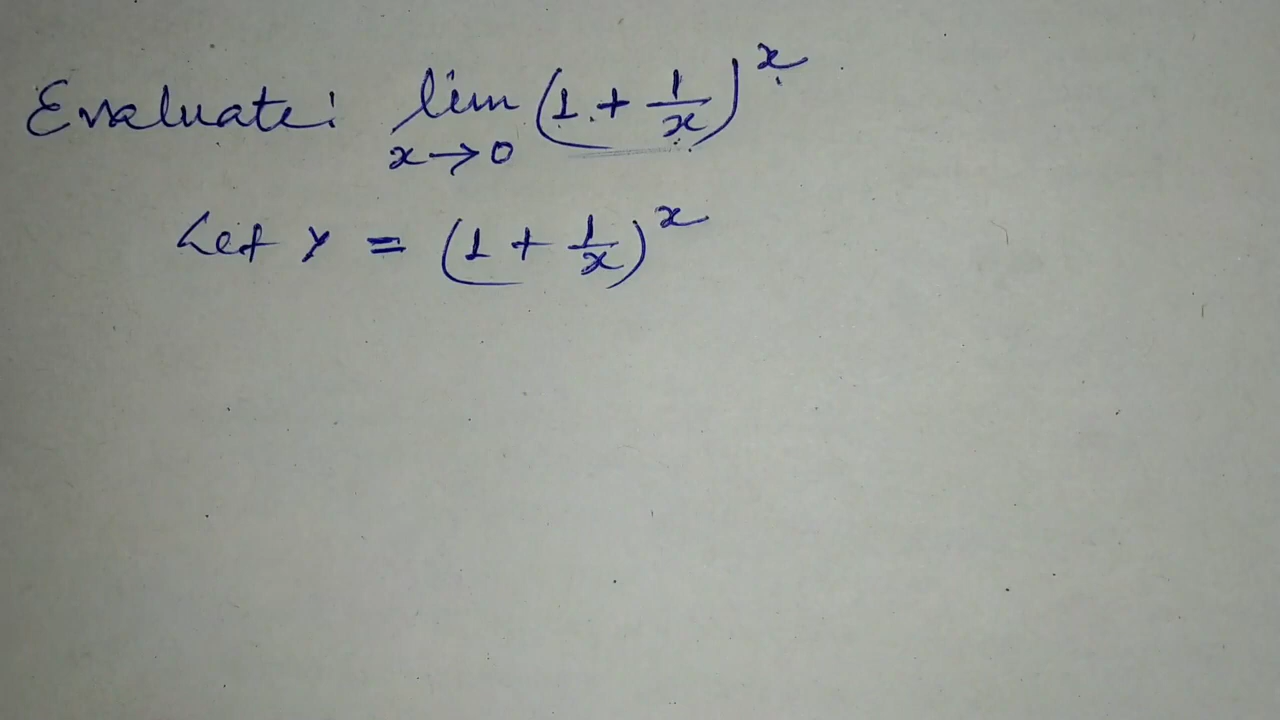 Evaluate: lim (1 + 1/x)^x
x→0
Let y = (1 + 1/x)^x